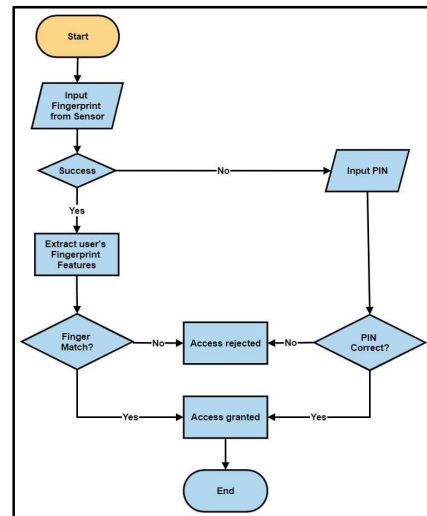 Start
Input
Fingerprint
from Sensor
Success
No
Input PIN
Yes
Extract user's
Fingerprint
Features
Finger
Match?
No
Access rejected
No
PIN
Correct?
Yes
Access granted
Yes
End